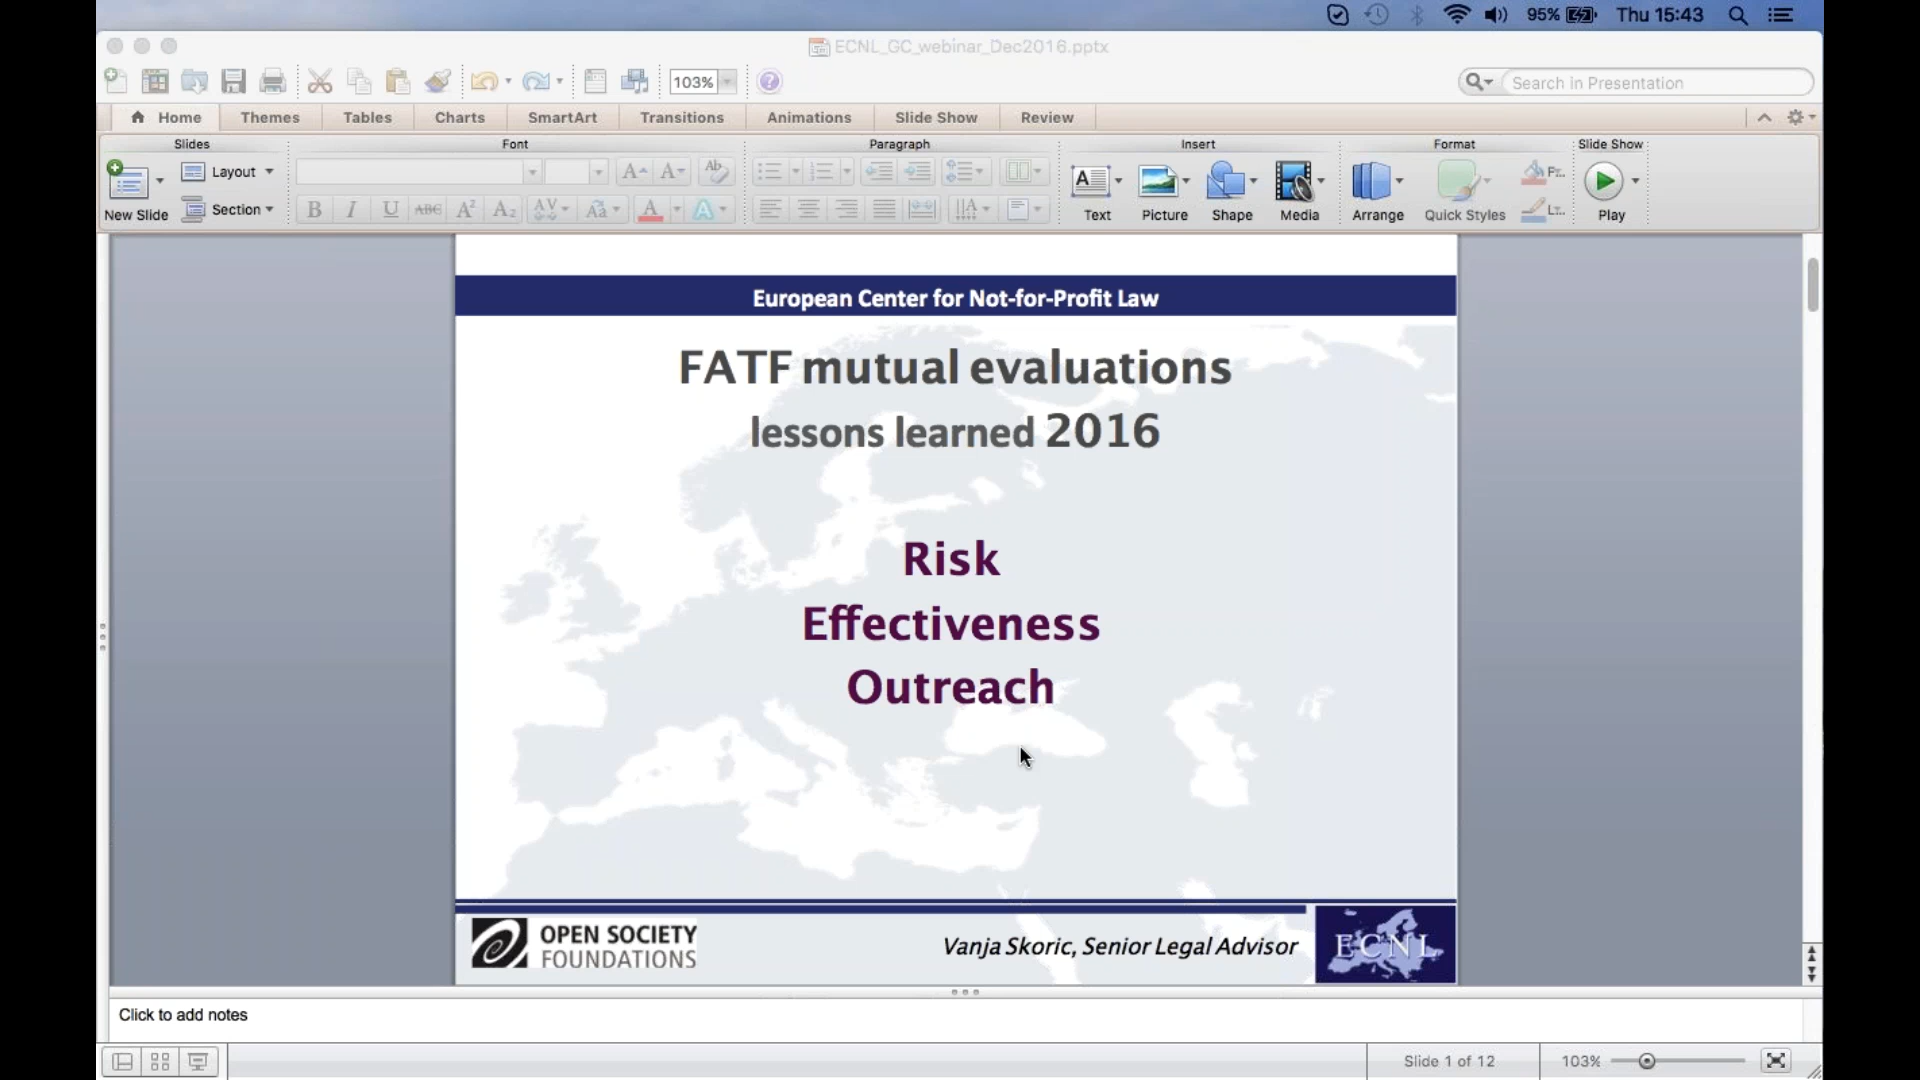 95% Thu 15:43
ECNL_GC_webinar_Dec2016.pptx
103% Search in Presentation
Home Themes Tables Charts SmartArt Transitions Animations Slide Show Review
Slides Font Paragraph Insert Format Slide Show
Layout
New Slide Section
Text Picture Shape Media Arrange Quick Styles Play
European Center for Not-for-Profit Law
FATF mutual evaluations
lessons learned 2016
Risk
Effectiveness
Outreach
OPEN SOCIETY
FOUNDATIONS
Vanja Skoric, Senior Legal Advisor
ECNL
Click to add notes
Slide 1 of 12 103%